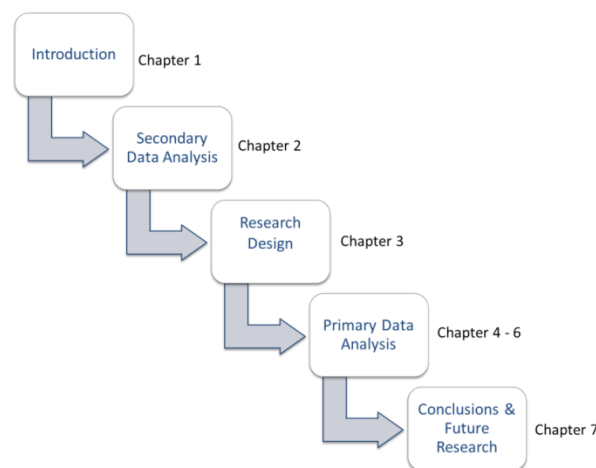 Introduction
Chapter 1
Secondary
Data Analysis
Chapter 2
Research
Design
Chapter 3
Primary Data
Analysis
Chapter 4 - 6
Conclusions &
Future
Research
Chapter 7